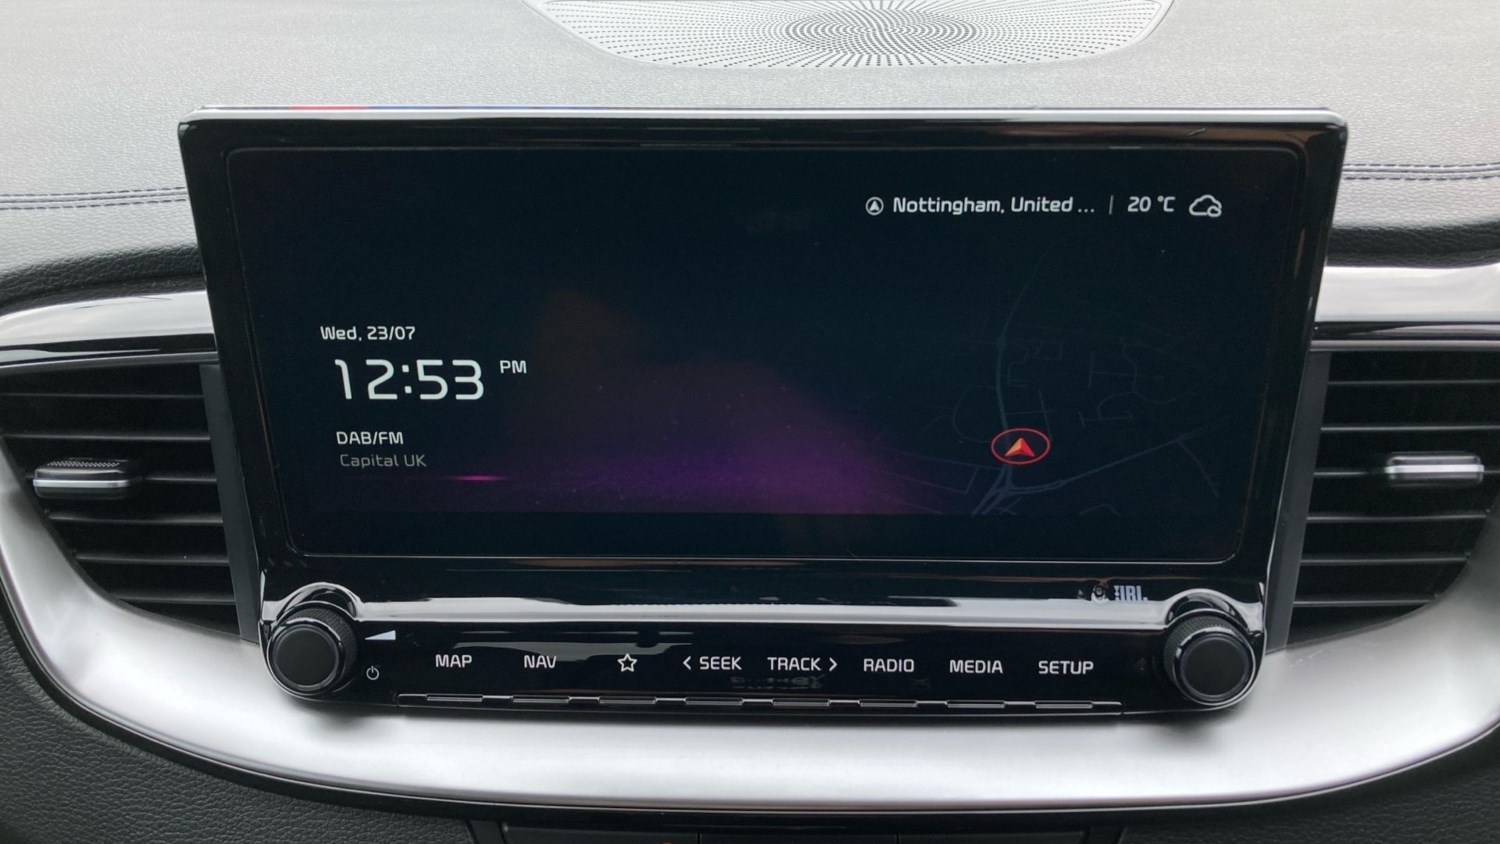 Nottingham, United ... | 20 °C
Wed, 23/07
12:53 PM
DAB/FM
Capital UK
JBL
MAP NAV < SEEK TRACK > RADIO MEDIA SETUP